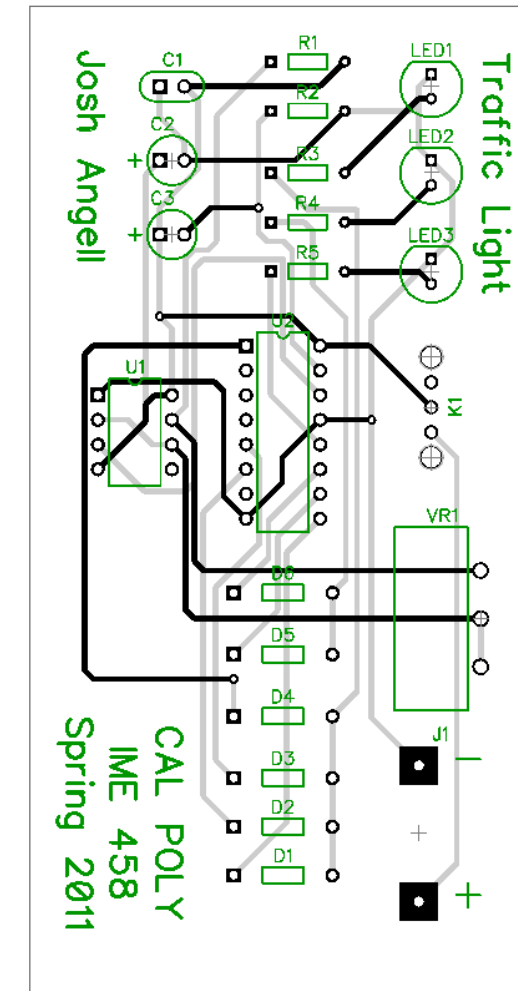 Traffic Light
Josh Angell
C1
R1
LED1
R2
C2
+
R3
LED2
C3
+
R4
R5
LED3
U2
U1
K1
VR1
D6
D5
D4
D3
D2
D1
J1
-
+
CAL POLY
IME 458
Spring 2011